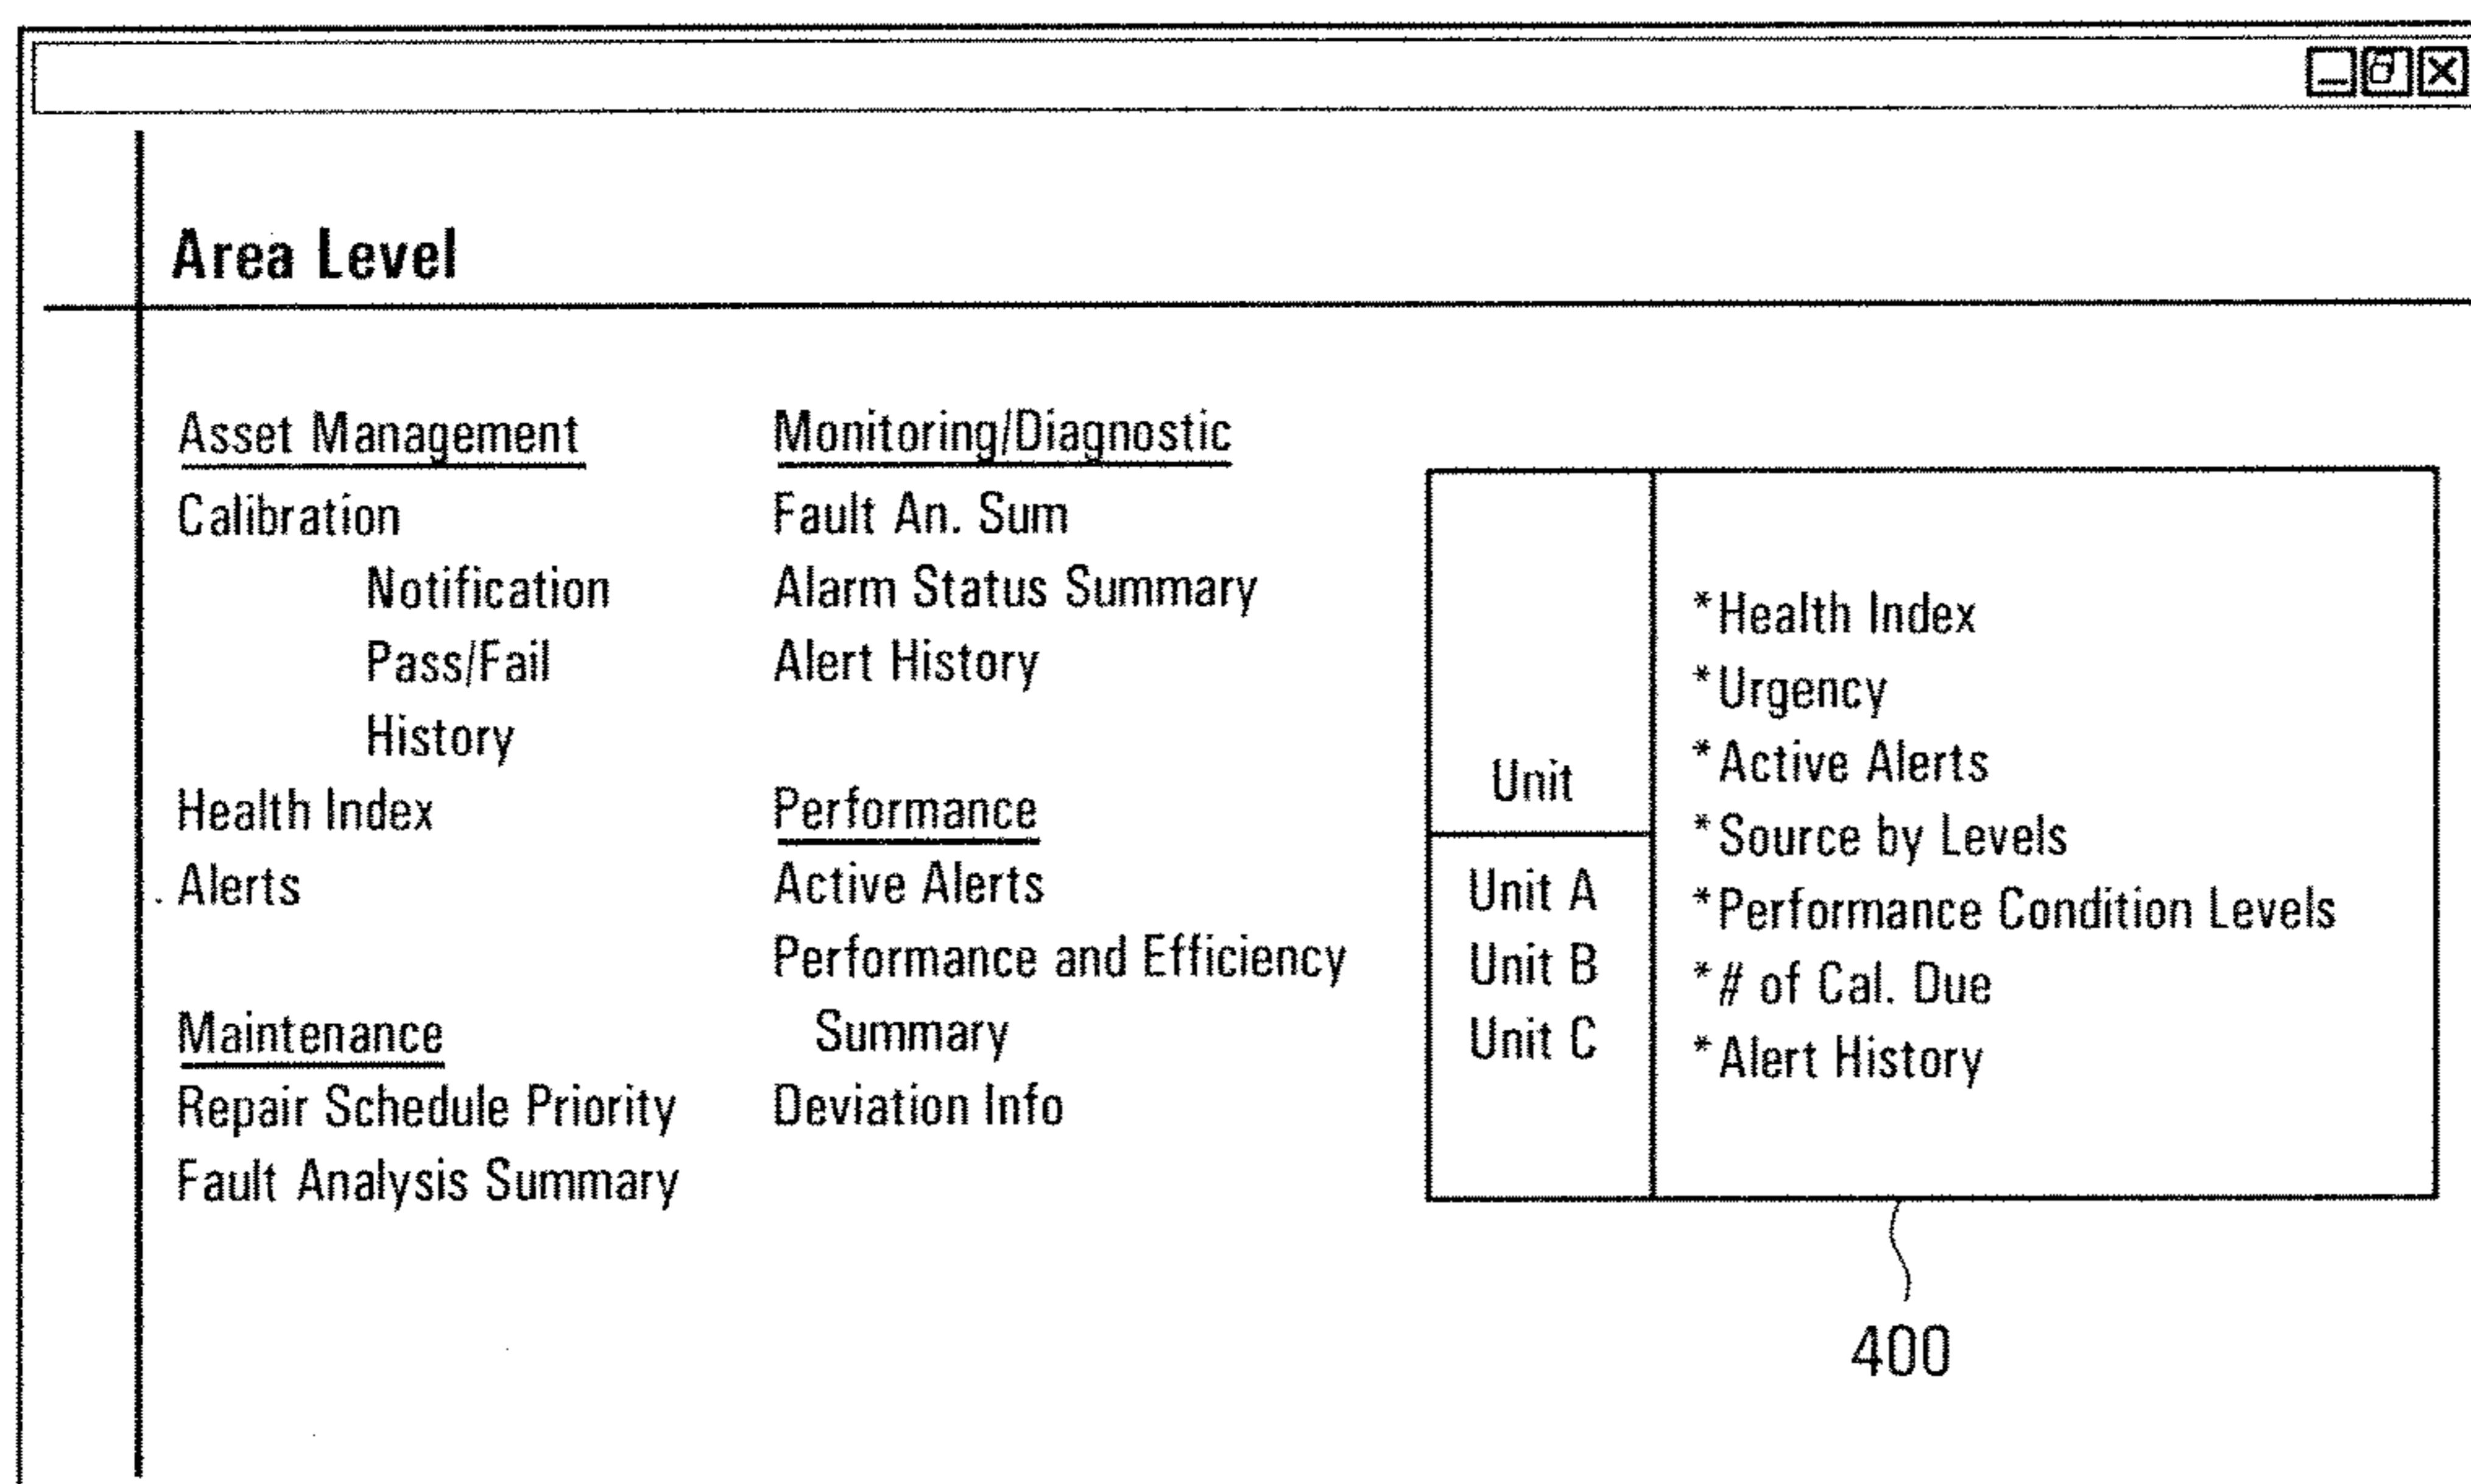 Area Level
Asset Management
Calibration
Notification
Pass/Fail
History
Health Index
Alerts
Maintenance
Repair Schedule Priority
Fault Analysis Summary
Monitoring/Diagnostic
Fault An. Sum
Alarm Status Summary
Alert History
Performance
Active Alerts
Performance and Efficiency
Summary
Deviation Info
Unit
Unit A
Unit B
Unit C
*Health Index
*Urgency
*Active Alerts
*Source by Levels
*Performance Condition Levels
*# of Cal. Due
*Alert History
400